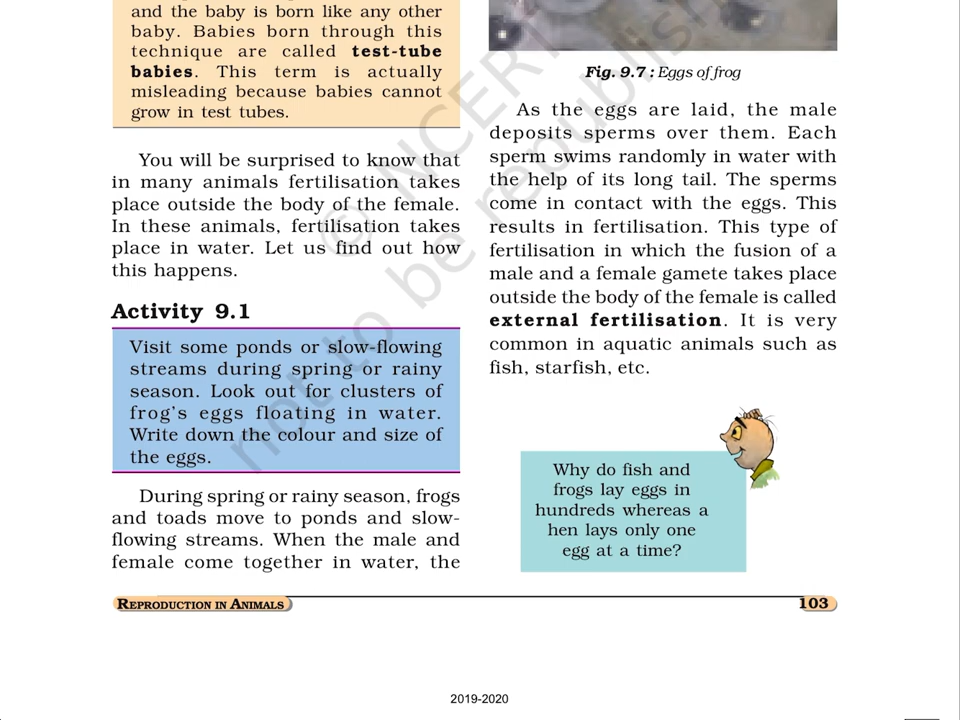 and the baby is born like any other
baby. Babies born through this
technique are called test-tube
babies. This term is actually
misleading because babies cannot
grow in test tubes.
You will be surprised to know that
in many animals fertilisation takes
place outside the body of the female.
In these animals, fertilisation takes
place in water. Let us find out how
this happens.
Activity 9.1
Visit some ponds or slow-flowing
streams during spring or rainy
season. Look out for clusters of
frog's eggs floating in water.
Write down the colour and size of
the eggs.
During spring or rainy season, frogs
and toads move to ponds and slow-
flowing streams. When the male and
female come together in water, the
Fig. 9.7 : Eggs of frog
As the eggs are laid, the male
deposits sperms over them. Each
sperm swims randomly in water with
the help of its long tail. The sperms
come in contact with the eggs. This
results in fertilisation. This type of
fertilisation in which the fusion of a
male and a female gamete takes place
outside the body of the female is called
external fertilisation. It is very
common in aquatic animals such as
fish, starfish, etc.
Why do fish and
frogs lay eggs in
hundreds whereas a
hen lays only one
egg at a time?
REPRODUCTION IN ANIMALS
103
2019-2020
© NCERT
not to be republish